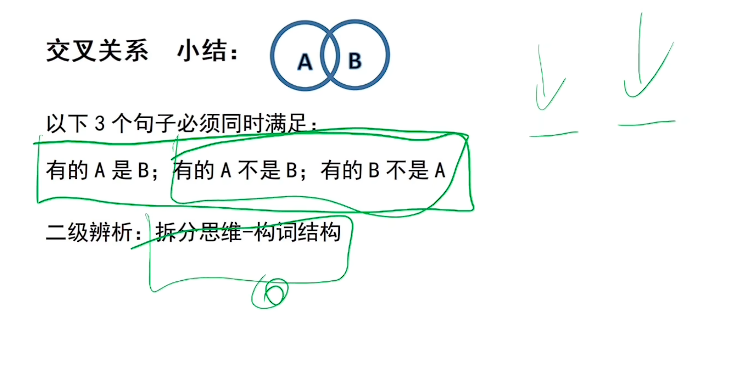 交叉关系 小结：
A B
以下 3 个句子必须同时满足：
有的 A 是 B；有的 A 不是 B；有的 B 不是 A
二级辨析：拆分思维-构词结构